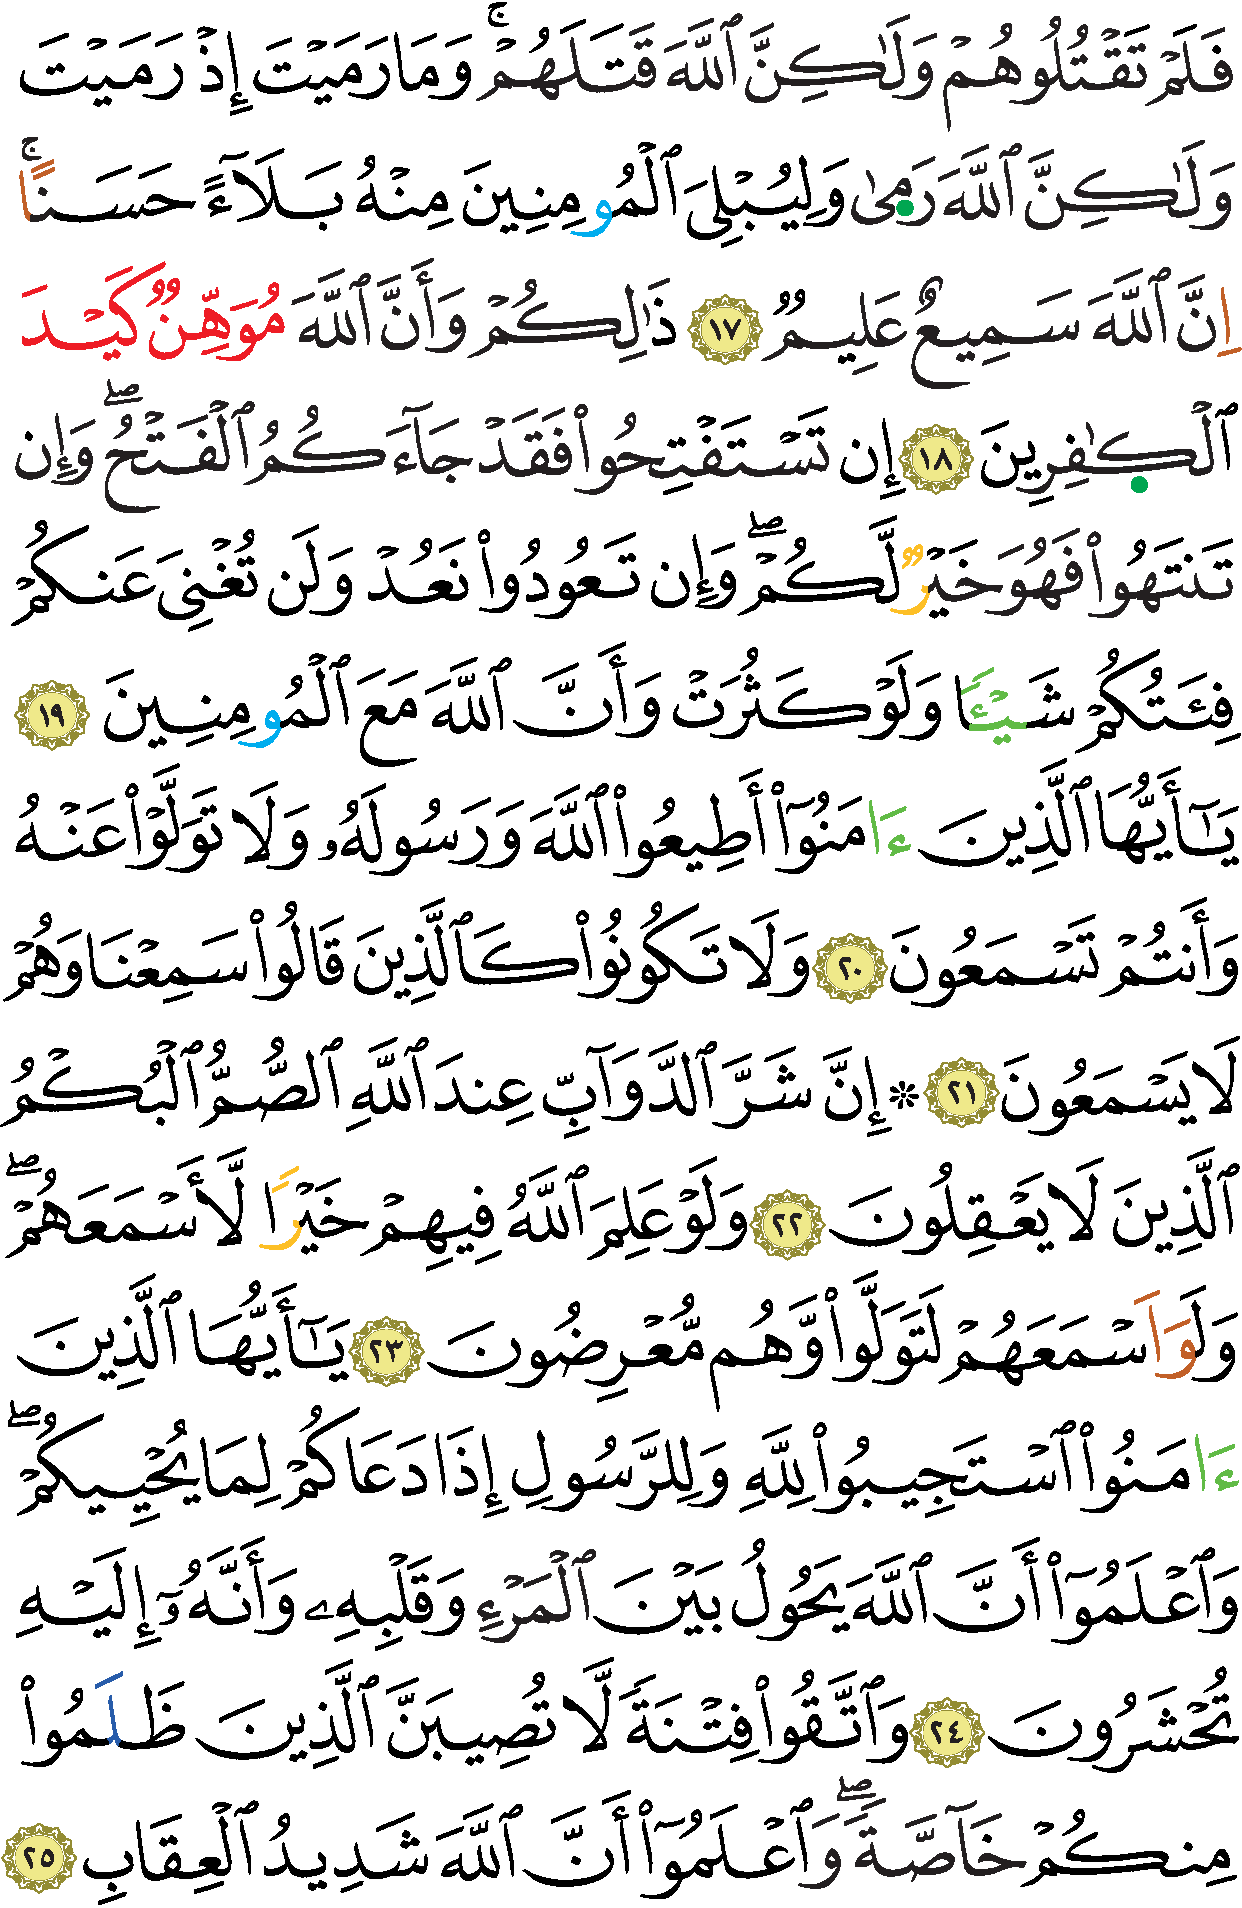 فَلَمْ تَقْتُلُوهُمْ وَلَٰكِنَّ ٱللَّهَ قَتَلَهُمْۚ وَمَا رَمَيْتَ إِذْ رَمَيْتَ
وَلَٰكِنَّ ٱللَّهَ رَمىٰ وَلِيُبْلِىَ ٱلْمُومِنِينَ مِنْهُ بَلَآءً حَسَنًاۚ
اِنَّ ٱللَّهَ سَمِيعٌ عَلِيمٌ ١٧ ذَٰلِكُمْ وَأَنَّ ٱللَّهَ مُوَهِّنٌ كَيْدَ
ٱلْكَٰفِرِينَ ١٨ إِن تَسْتَفْتِحُوا۟ فَقَدْ جَآءَكُمُ ٱلْفَتْحُۖ وَإِن
تَنتَهُوا۟ فَهُوَ خَيْرٌ لَّكُمْۖ وَإِن تَعُودُوا۟ نَعُدْ وَلَن تُغْنِىَ عَنكُمْ
فِئَتُكُمْ شَيْـًٔا وَلَوْ كَثُرَتْ وَأَنَّ ٱللَّهَ مَعَ ٱلْمُومِنِينَ ١٩
يَٰٓأَيُّهَا ٱلَّذِينَ ءَامَنُوٓا۟ أَطِيعُوا۟ ٱللَّهَ وَرَسُولَهُۥ وَلَا تَوَلَّوْا۟ عَنْهُ
وَأَنتُمْ تَسْمَعُونَ ٢٠ وَلَا تَكُونُوا۟ كَٱلَّذِينَ قَالُوا۟ سَمِعْنَا وَهُمْ
لَا يَسْمَعُونَ ٢١ ۞ إِنَّ شَرَّ ٱلدَّوَآبِّ عِندَ ٱللَّهِ ٱلصُّمُّ ٱلْبُكْمُ
ٱلَّذِينَ لَا يَعْقِلُونَ ٢٢ وَلَوْ عَلِمَ ٱللَّهُ فِيهِمْ خَيْرًا لَّأَسْمَعَهُمْۖ
وَلَوَ اسْمَعَهُمْ لَتَوَلَّوا۟ وَّهُم مُّعْرِضُونَ ٢٣ يَٰٓأَيُّهَا ٱلَّذِينَ
ءَامَنُوا۟ ٱسْتَجِيبُوا۟ لِلَّهِ وَلِلرَّسُولِ إِذَا دَعَاكُمْ لِمَا يُحْيِيكُمْۖ
وَٱعْلَمُوٓا۟ أَنَّ ٱللَّهَ يَحُولُ بَيْنَ ٱلْمَرْءِ وَقَلْبِهِۦ وَأَنَّهُۥٓ إِلَيْهِ
تُحْشَرُونَ ٢٤ وَٱتَّقُوا۟ فِتْنَةً لَّا تُصِيبَنَّ ٱلَّذِينَ ظَلَمُوا۟
مِنكُمْ خَآصَّةًۖ وَٱعْلَمُوٓا۟ أَنَّ ٱللَّهَ شَدِيدُ ٱلْعِقَابِ ٢٥